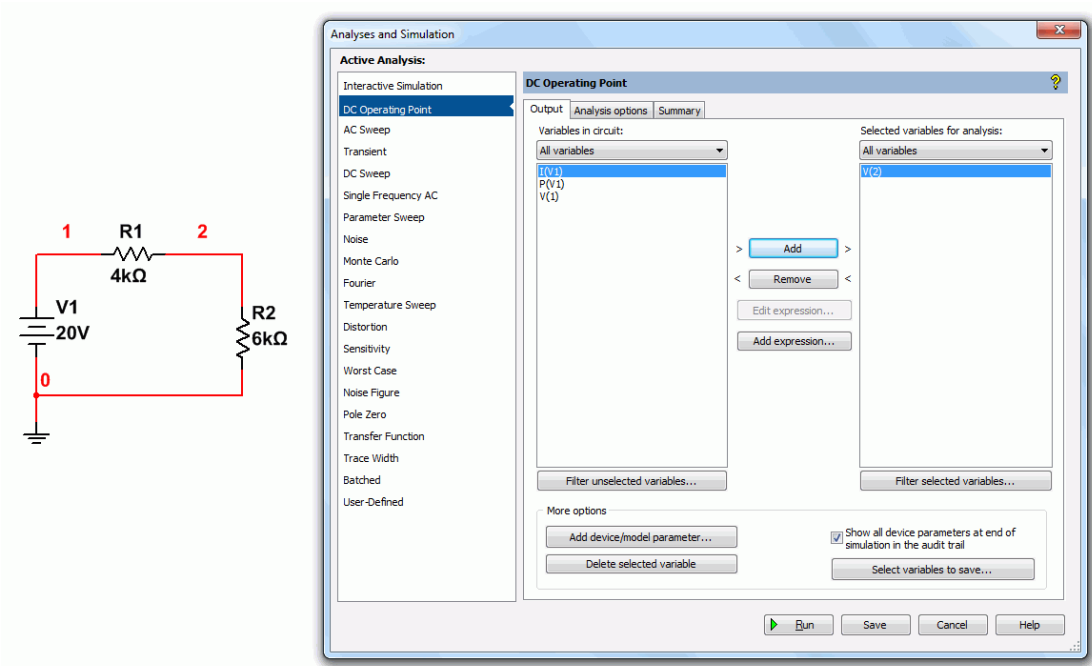 1
R1
2
4kΩ
V1
20V
R2
6kΩ
0
Analyses and Simulation
Active Analysis:
Interactive Simulation
DC Operating Point
AC Sweep
Transient
DC Sweep
Single Frequency AC
Parameter Sweep
Noise
Monte Carlo
Fourier
Temperature Sweep
Distortion
Sensitivity
Worst Case
Noise Figure
Pole Zero
Transfer Function
Trace Width
Batched
User-Defined
DC Operating Point
?
Output
Analysis options
Summary
Variables in circuit:
All variables
I(V1)
P(V1)
V(1)
Filter unselected variables...
> Add >
< Remove <
Edit expression...
Add expression...
Selected variables for analysis:
All variables
V(2)
Filter selected variables...
More options
Add device/model parameter...
Delete selected variable
Show all device parameters at end of
simulation in the audit trail
Select variables to save...
Run
Save
Cancel
Help